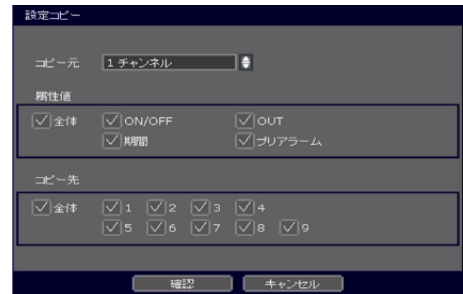 設定コピー
コピー元 1 チャンネル
属性値
全体 ON/OFF OUT
期間 プリアラーム
コピー先
全体 1 2 3 4
5 6 7 8 9
確認 キャンセル